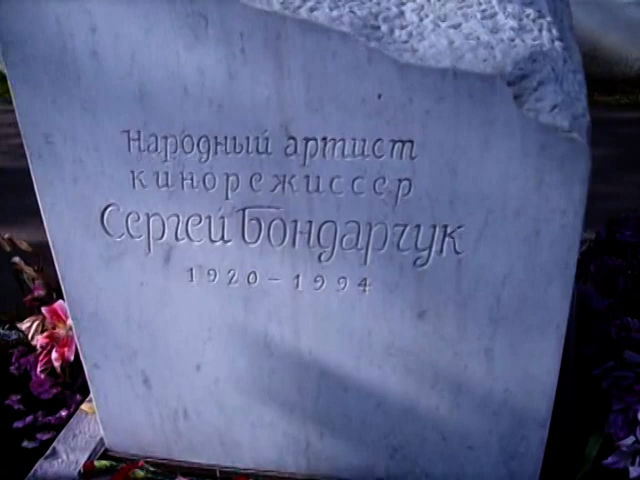 Народный артист
кинорежиссер
Сергей Бондарчук
1920-1994